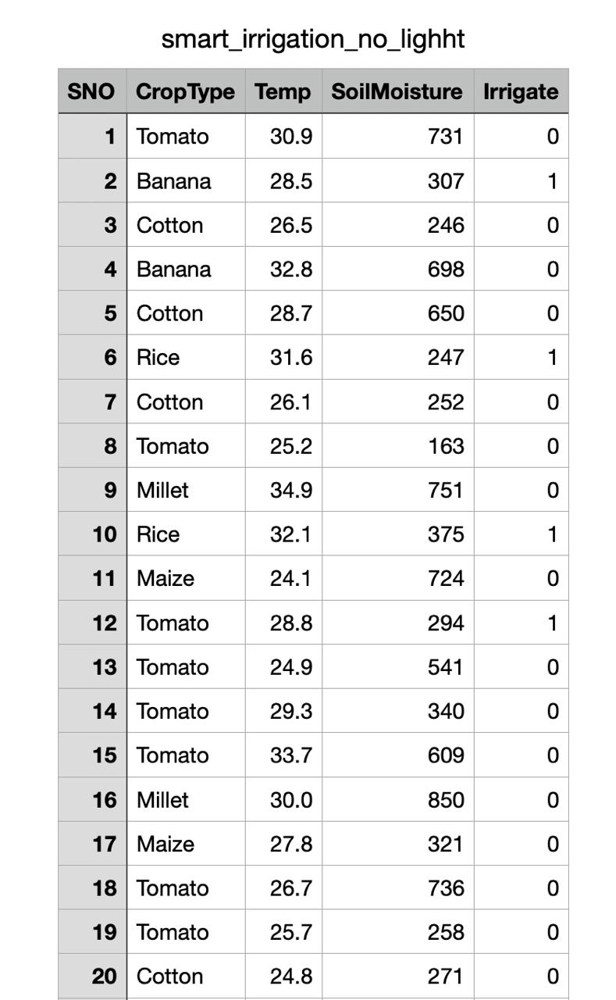 smart_irrigation_no_lighht
SNO CropType Temp SoilMoisture Irrigate
1 Tomato 30.9 731 0
2 Banana 28.5 307 1
3 Cotton 26.5 246 0
4 Banana 32.8 698 0
5 Cotton 28.7 650 0
6 Rice 31.6 247 1
7 Cotton 26.1 252 0
8 Tomato 25.2 163 0
9 Millet 34.9 751 0
10 Rice 32.1 375 1
11 Maize 24.1 724 0
12 Tomato 28.8 294 1
13 Tomato 24.9 541 0
14 Tomato 29.3 340 0
15 Tomato 33.7 609 0
16 Millet 30.0 850 0
17 Maize 27.8 321 0
18 Tomato 26.7 736 0
19 Tomato 25.7 258 0
20 Cotton 24.8 271 0